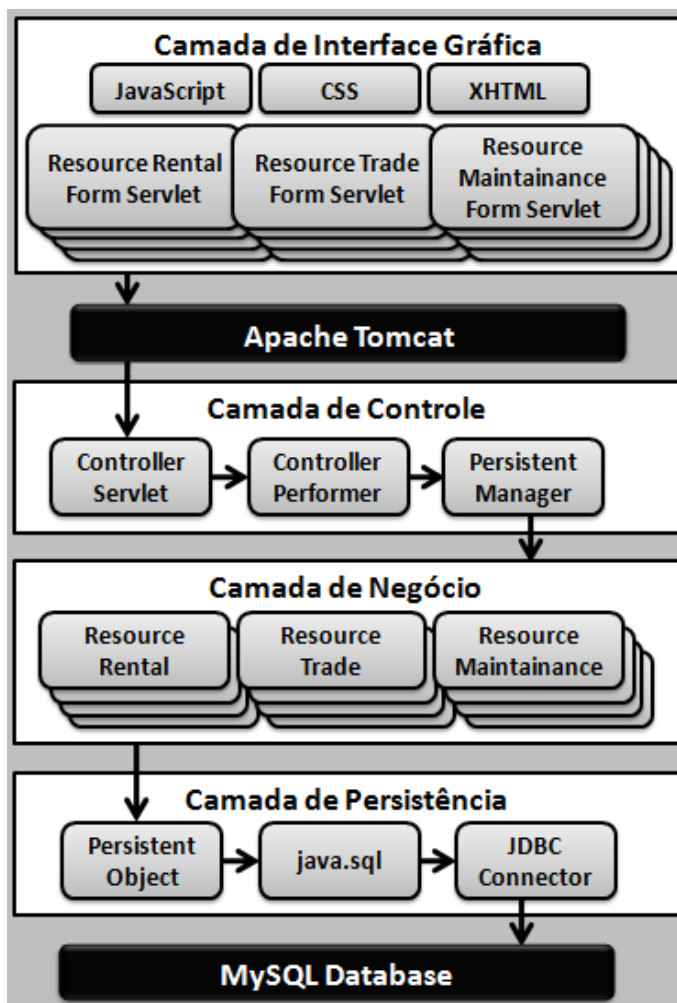 Camada de Interface Gráfica
JavaScript
CSS
XHTML
Resource Rental
Form Servlet
Resource Trade
Form Servlet
Resource
Maintainance
Form Servlet
Apache Tomcat
Camada de Controle
Controller
Servlet
Controller
Performer
Persistent
Manager
Camada de Negócio
Resource
Rental
Resource
Trade
Resource
Maintainance
Camada de Persistência
Persistent
Object
java.sql
JDBC
Connector
MySQL Database